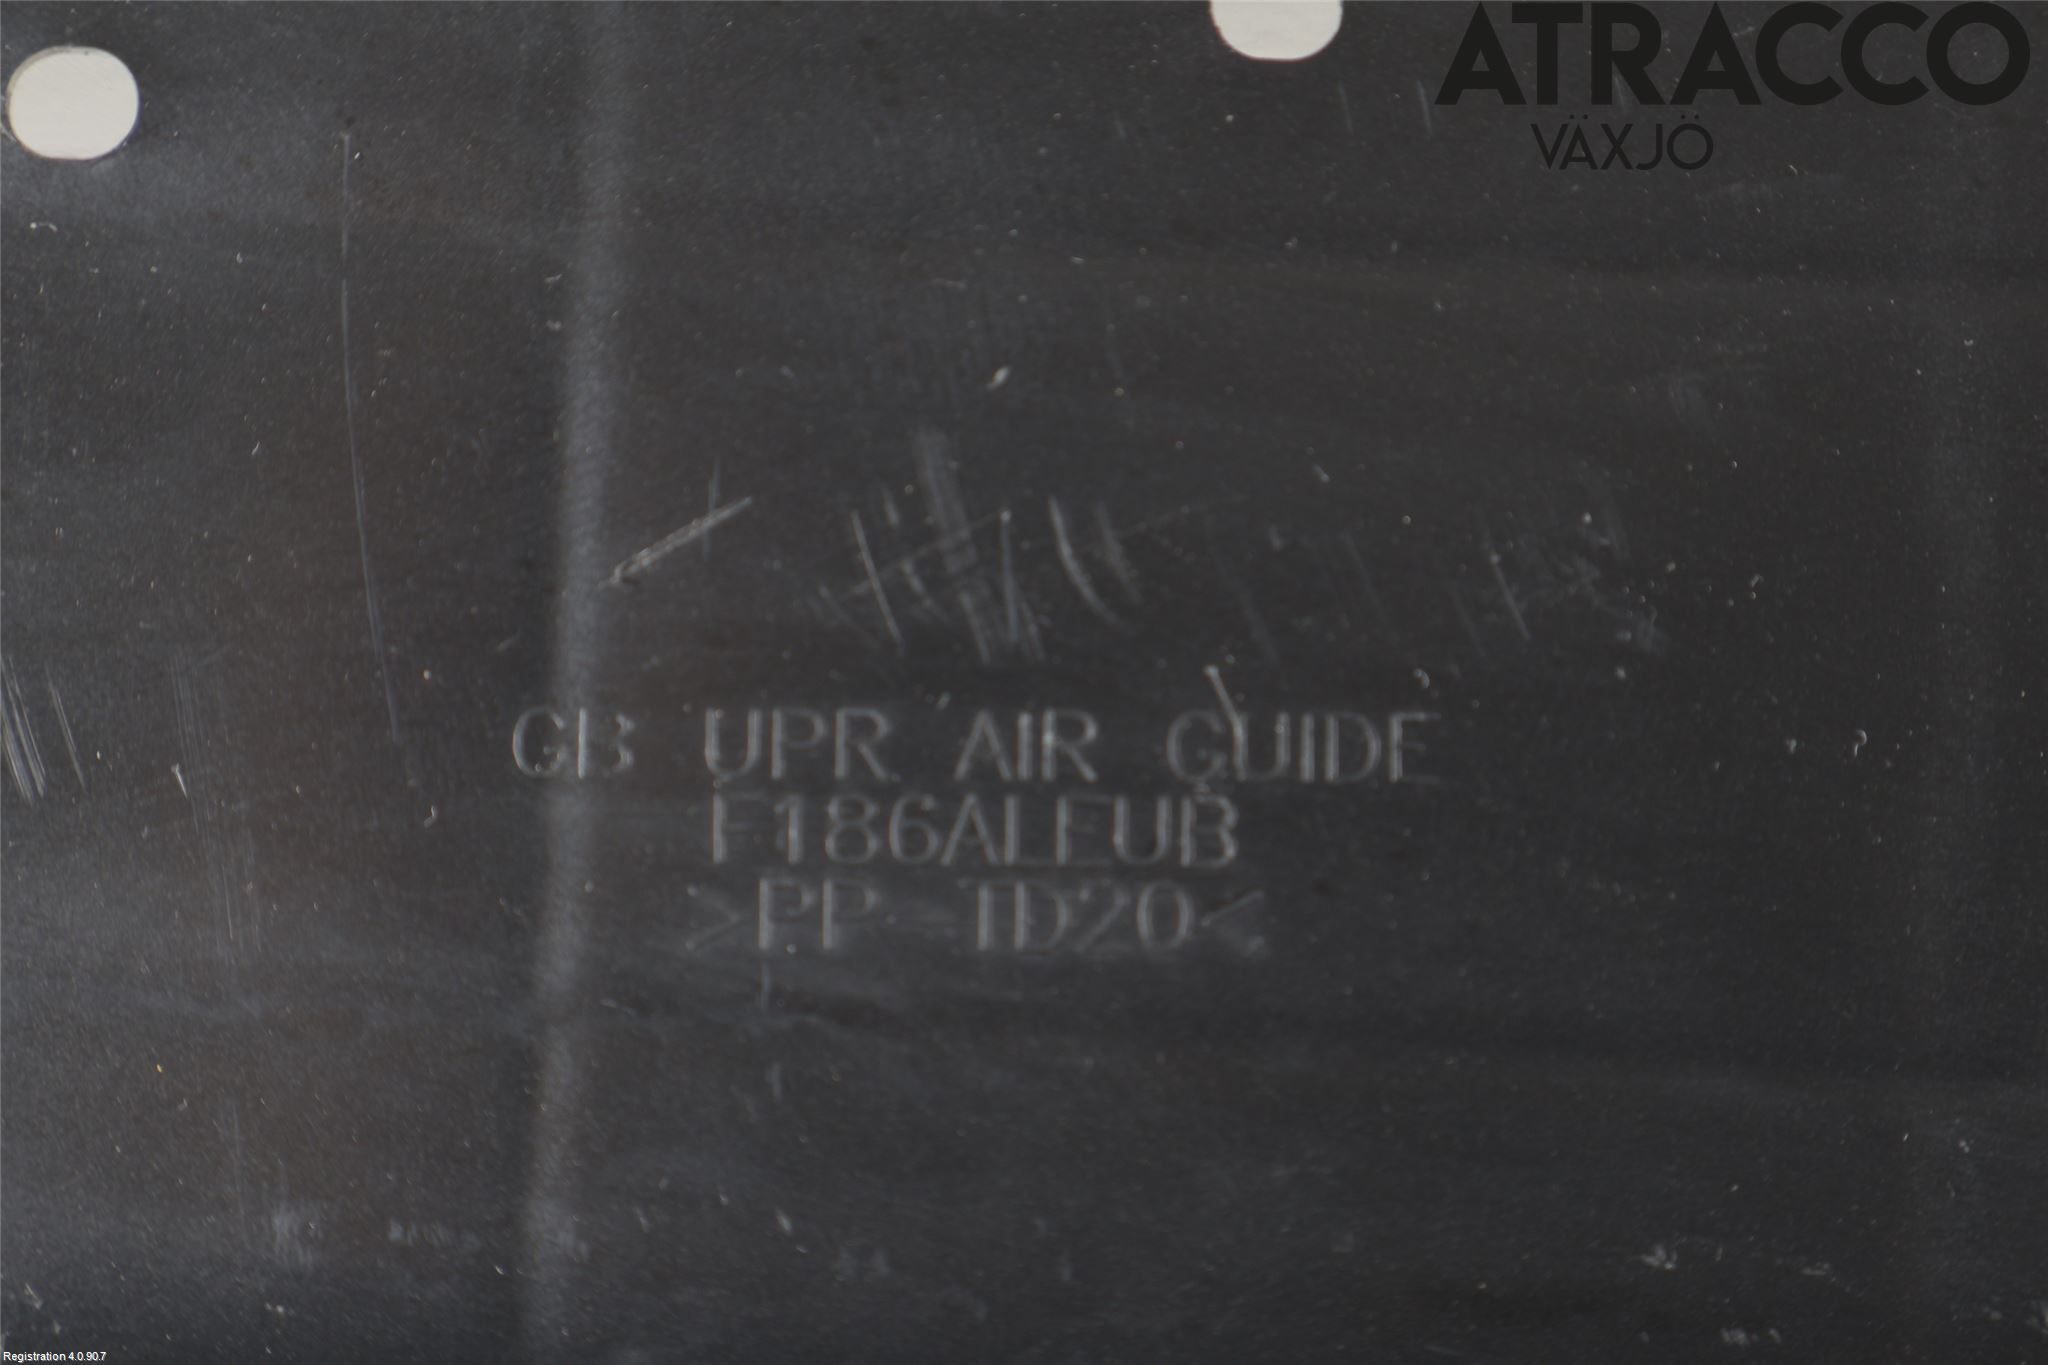 ATRACCO
VÄXJÖ
GB UPR AIR GUIDE
F186ALEUB
>PP-TD20<
Registration 4.0.90.7